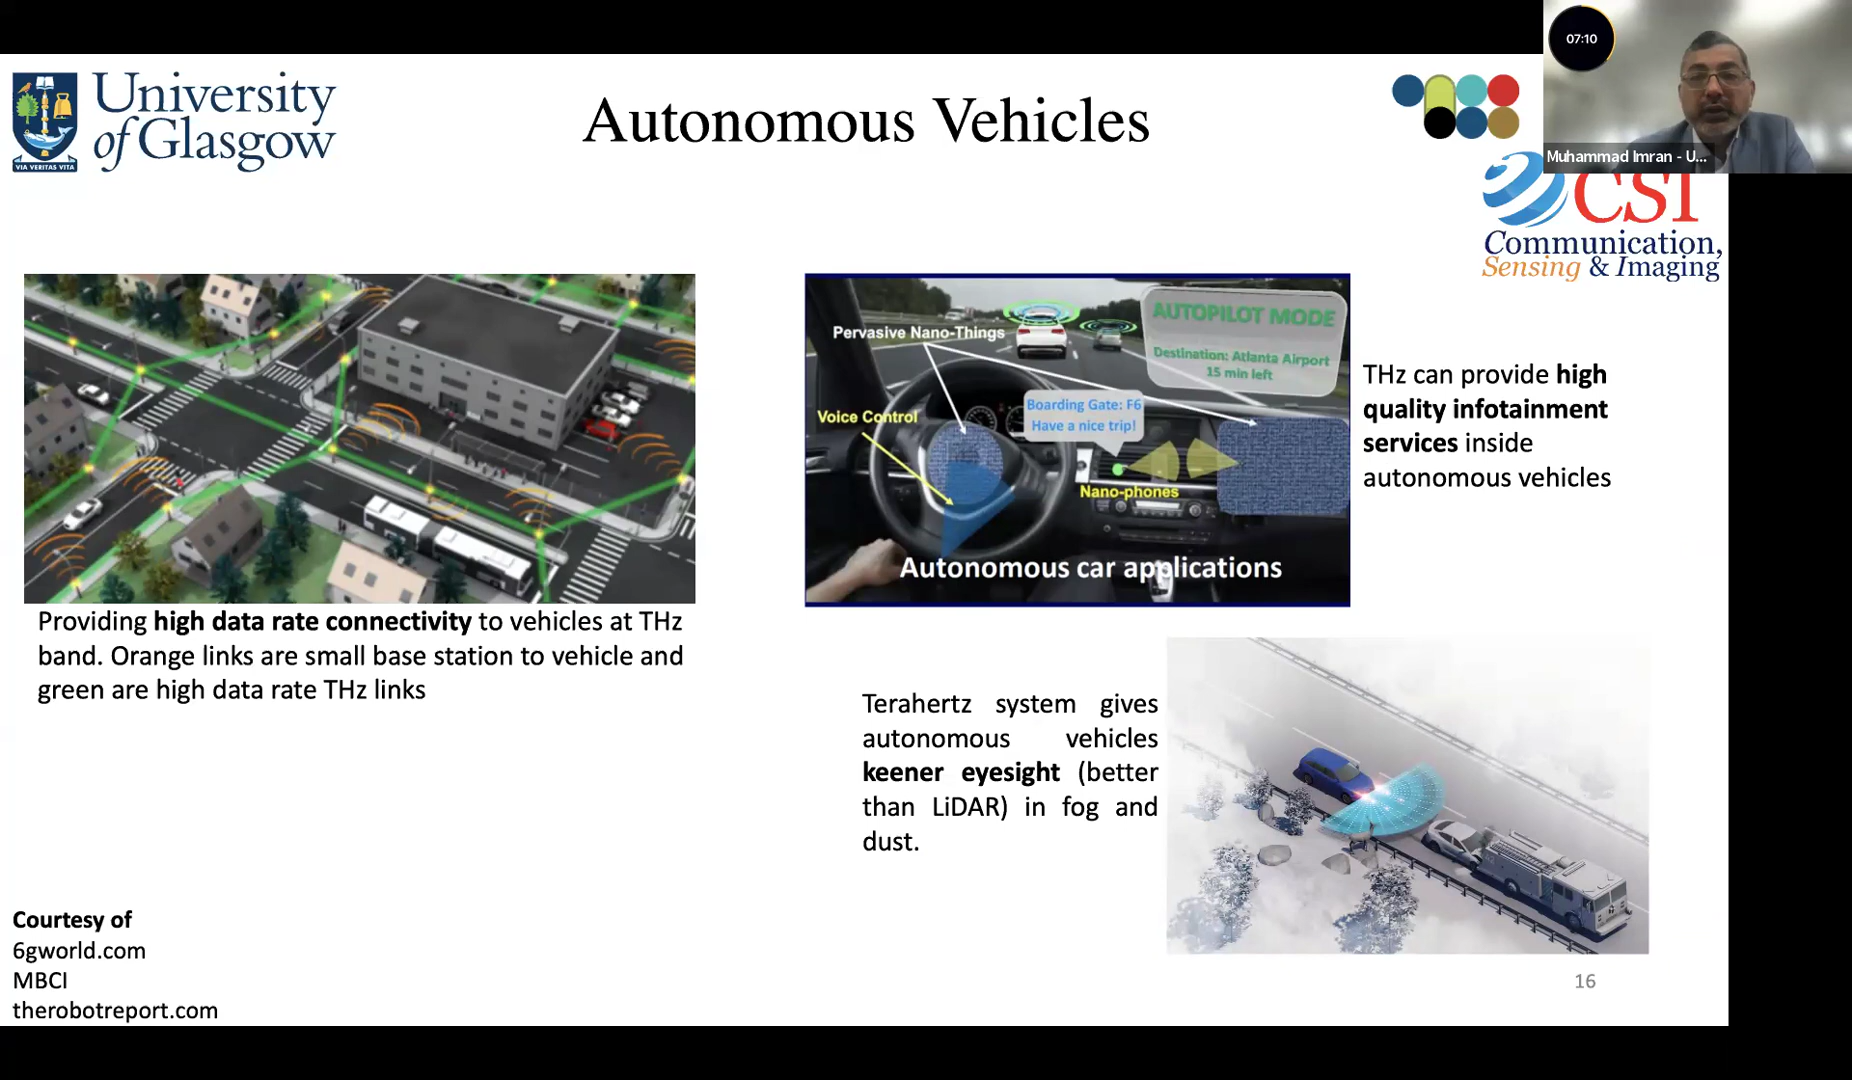 07:10
Muhammad Imran - U...
University
of Glasgow
VIA VERITAS VITA
Autonomous Vehicles
CSI
Communication,
Sensing & Imaging
Pervasive Nano-Things
AUTOPILOT MODE
Destination: Atlanta Airport
15 min left
Boarding Gate: F6
Have a nice trip!
Voice Control
Nano-phones
Autonomous car applications
THz can provide high
quality infotainment
services inside
autonomous vehicles
Providing high data rate connectivity to vehicles at THz
band. Orange links are small base station to vehicle and
green are high data rate THz links
Terahertz system gives
autonomous vehicles
keener eyesight (better
than LiDAR) in fog and
dust.
Courtesy of
6gworld.com
MBCI
therobotreport.com
16